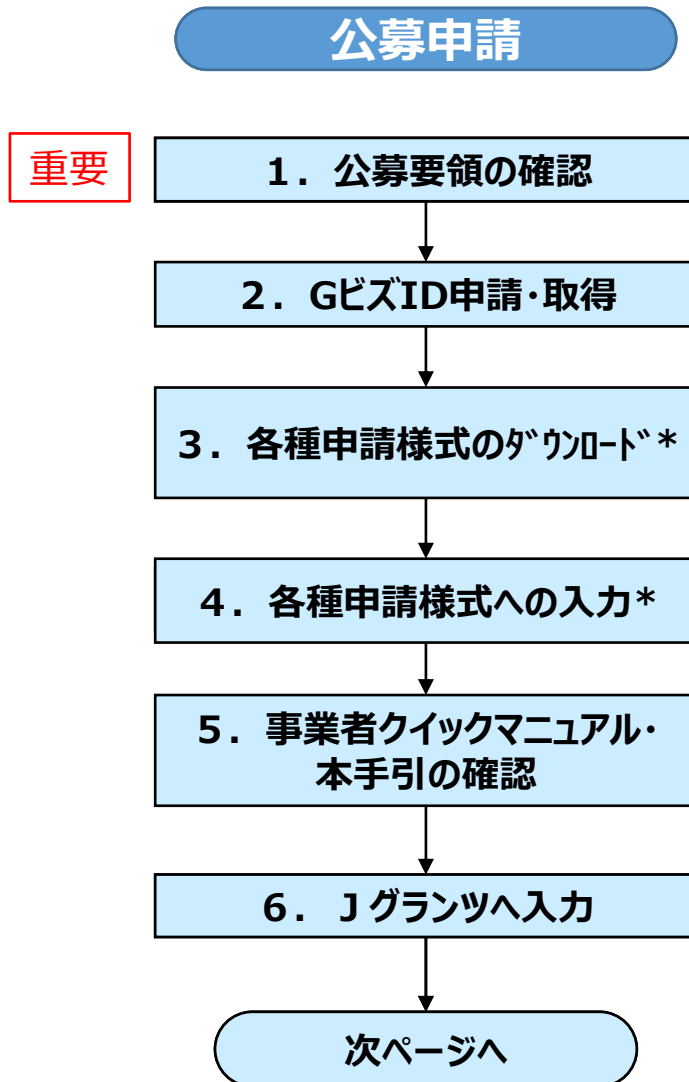 公募申請
重要
１．公募要領の確認
２．GビズID申請・取得
３．各種申請様式のﾀﾞｳﾝﾛｰﾄﾞ*
４．各種申請様式への入力*
５．事業者クイックマニュアル・
本手引の確認
６．Ｊグランツへ入力
次ページへ